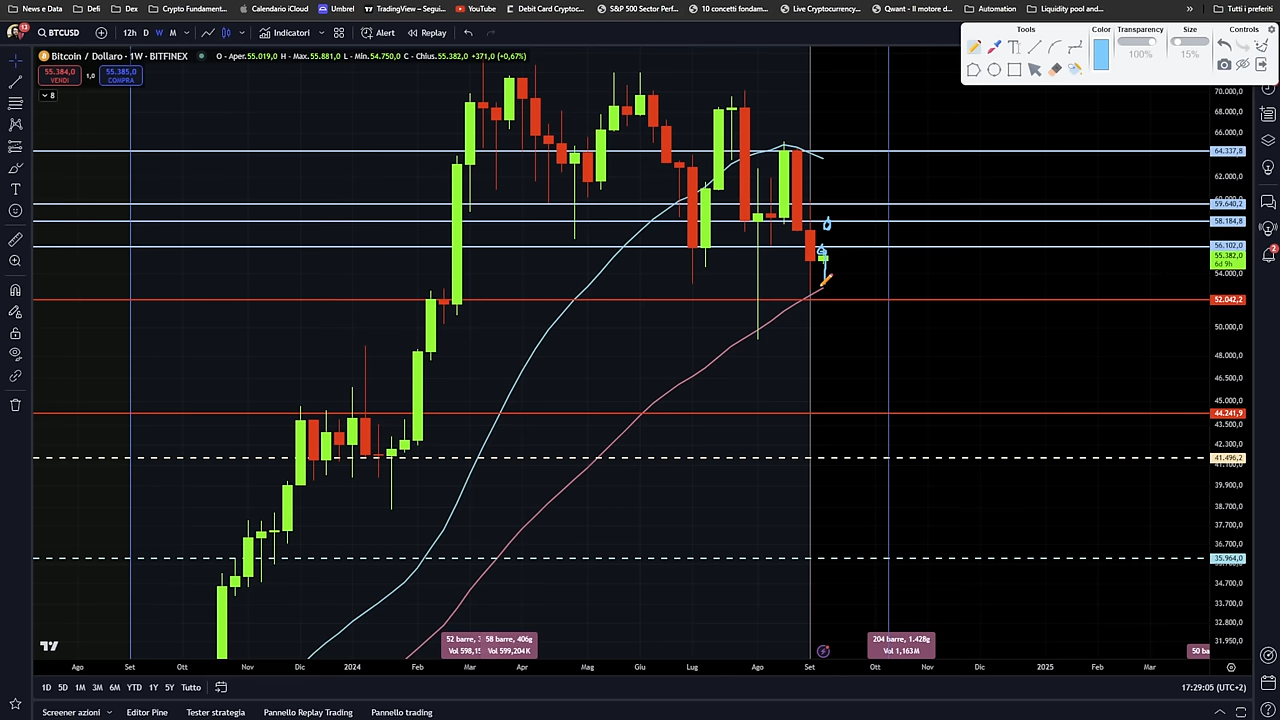 News e Data Defi Dex Crypto Fundament... Calendario iCloud Umbrel TradingView – Segui... Debit Card Cryptoc... YouTube S&P 500 Sector Perf... 10 concetti fondam... Live Cryptocurrency... Qwant - Il motore d... Automation Liquidity pool and... » Tutti i preferiti
13 BTCUSD 12h D W M Indicatori Alert Replay
Tools Color Transparency Size Controls
100% 15%
Bitcoin / Dollaro · 1W · BITFINEX O - Aper.55.019,0 H - Max.55.881,0 L - Min.54.750,0 C - Chius.55.382,0 +371,0 (+0,67%)
55.384,0 VENDI 1,0 55.385,0 COMPRA
8
70.000,0
68.000,0
66.000,0
64.337,8
62.000,0
59.640,2
58.184,8
56.102,0
55.382,0
6d 9h
54.000,0
52.042,2
50.000,0
48.000,0
46.500,0
45.000,0
44.241,9
43.500,0
42.300,0
41.496,2
39.900,0
38.700,0
37.700,0
36.700,0
35.964,0
34.700,0
33.700,0
32.800,0
31.950,0
2
58 barre, 406g 204 barre, 1.428g
Vol 599,204K Vol 1,163M
Ago Set Ott Nov Dic 2024 Feb Mar Apr Mag Giu Lug Ago Set Ott Nov Dic 2025 Feb Mar
1D 5D 1M 3M 6M YTD 1Y 5Y Tutto 17:29:05 (UTC+2)
Screener azioni Editor Pine Tester strategia Pannello Replay Trading Pannello trading